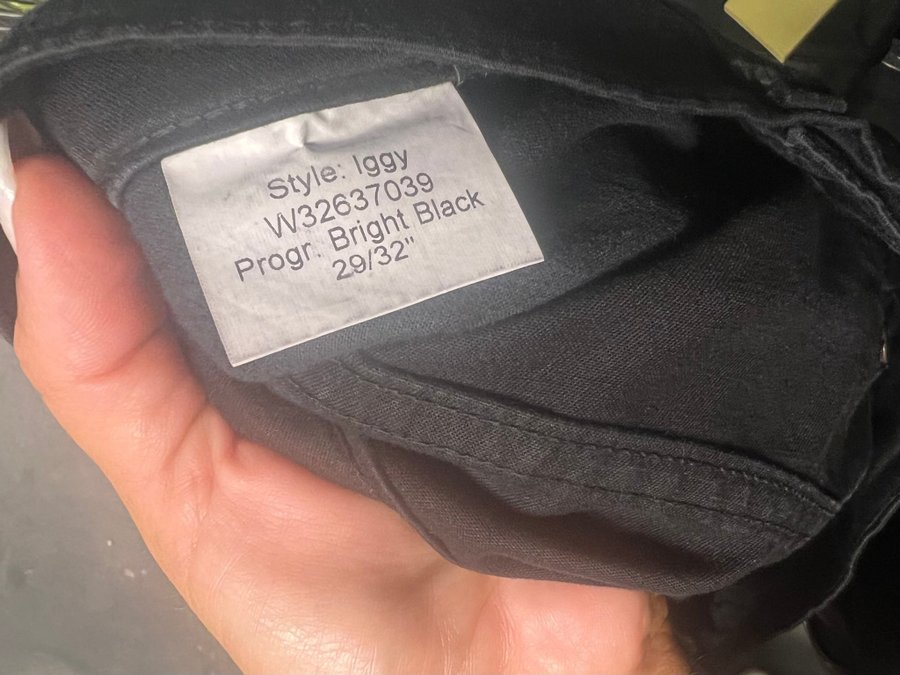 Style: Iggy
W32637039
Progr. Bright Black
29/32"